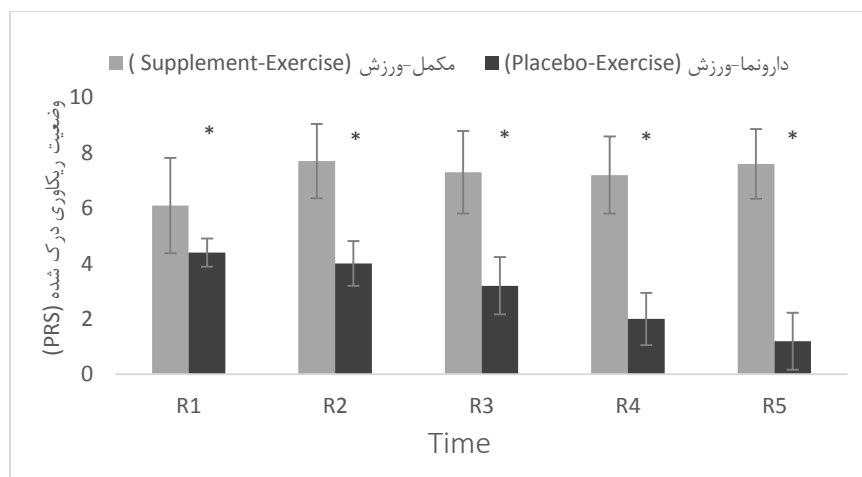 مکمل-ورزش (Supplement-Exercise )
دارونما-ورزش (Placebo-Exercise)
وضعیت ریکاوری درک شده (PRS)
10
8
6
4
2
0
* * * * *
R1 R2 R3 R4 R5
Time